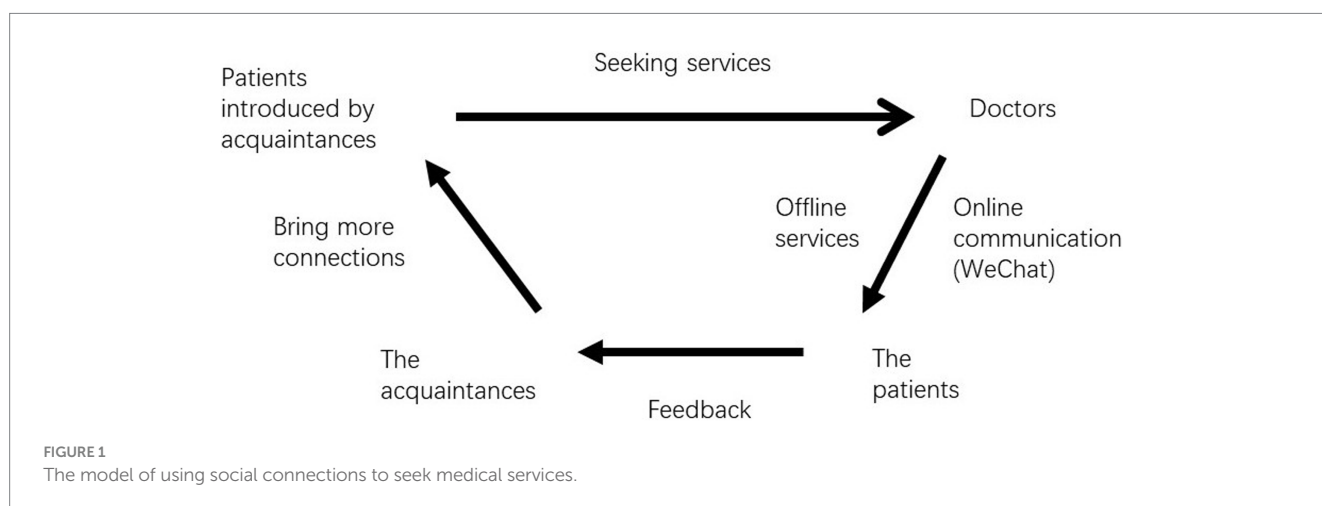 Seeking services
Patients
introduced by
acquaintances
Doctors
Bring more
connections
Offline
services
Online
communication
(WeChat)
The
acquaintances
The
patients
Feedback
FIGURE 1
The model of using social connections to seek medical services.